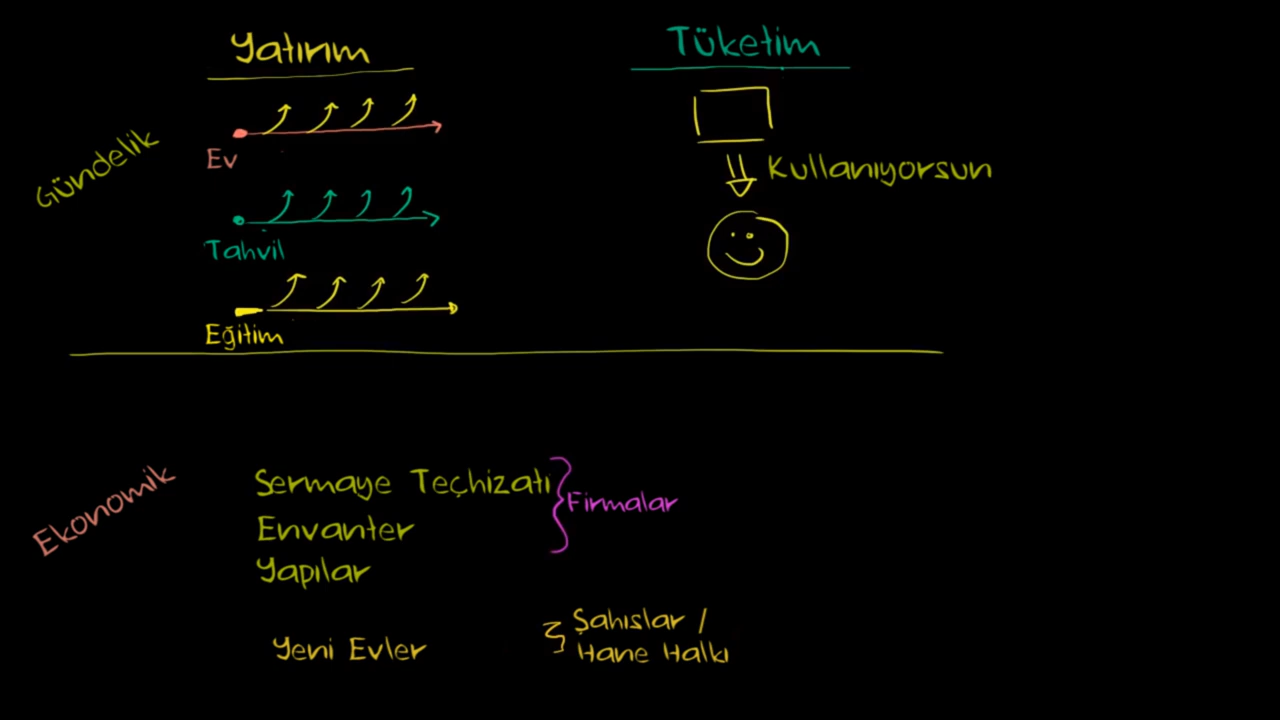 Yatırım
Tüketim
Gündelik
Ev
Kullanıyorsun
Tahvil
Eğitim
Ekonomik
Sermaye Teçhizatı
Firmalar
Envanter
Yapılar
Şahıslar /
Yeni Evler
Hane Halkı